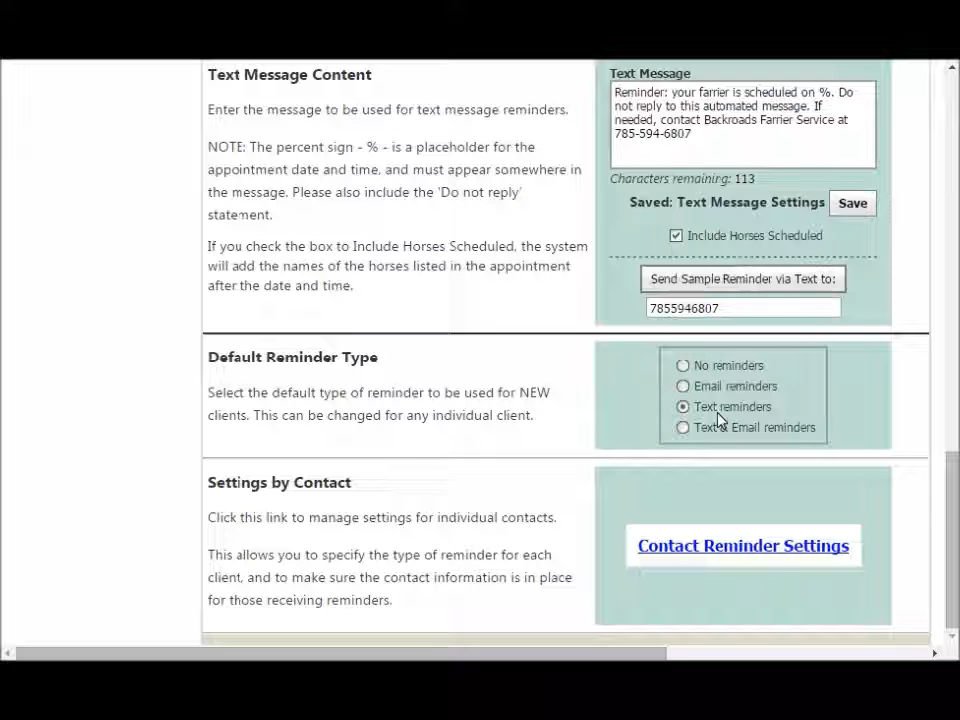 Text Message Content
Enter the message to be used for text message reminders.
NOTE: The percent sign - % - is a placeholder for the
appointment date and time, and must appear somewhere in
the message. Please also include the 'Do not reply'
statement.
If you check the box to Include Horses Scheduled, the system
will add the names of the horses listed in the appointment
after the date and time.
Text Message
Reminder: your farrier is scheduled on %. Do
not reply to this automated message. If
needed, contact Backroads Farrier Service at
785-594-6807
Characters remaining: 113
Saved: Text Message Settings Save
Include Horses Scheduled
Send Sample Reminder via Text to:
7855946807
Default Reminder Type
Select the default type of reminder to be used for NEW
clients. This can be changed for any individual client.
No reminders
Email reminders
Text reminders
Text & Email reminders
Settings by Contact
Click this link to manage settings for individual contacts.
This allows you to specify the type of reminder for each
client, and to make sure the contact information is in place
for those receiving reminders.
Contact Reminder Settings